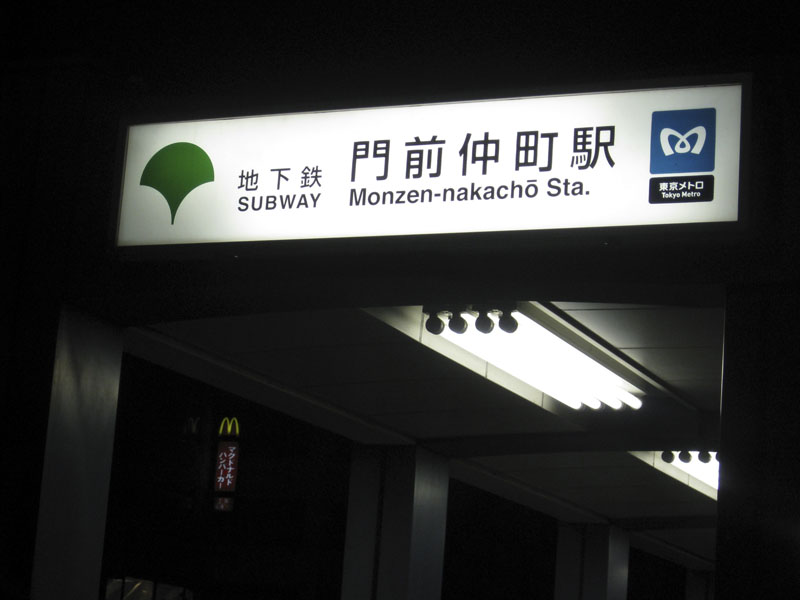 地下鉄
SUBWAY
門前仲町駅
Monzen-nakachō Sta.
東京メトロ
Tokyo Metro
マクドナルド
ハンバーガー